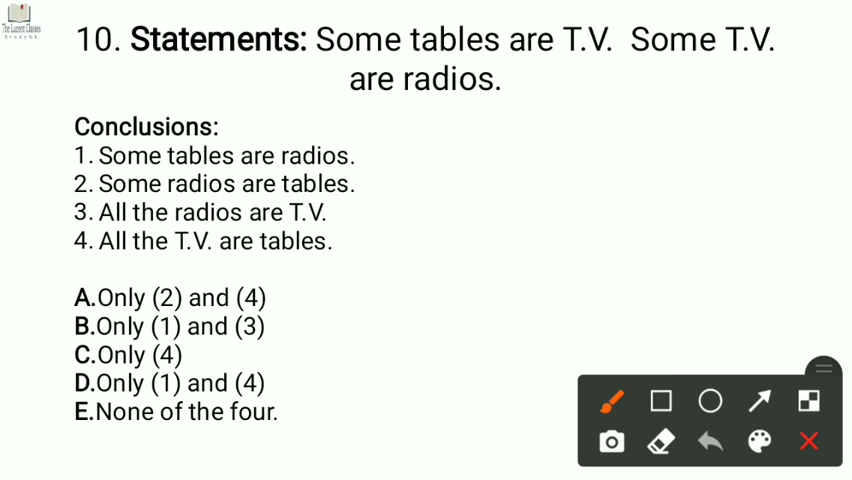 The Lucent Classes
10. Statements: Some tables are T.V. Some T.V.
are radios.
Conclusions:
1. Some tables are radios.
2. Some radios are tables.
3. All the radios are T.V.
4. All the T.V. are tables.
A.Only (2) and (4)
B.Only (1) and (3)
C.Only (4)
D.Only (1) and (4)
E.None of the four.